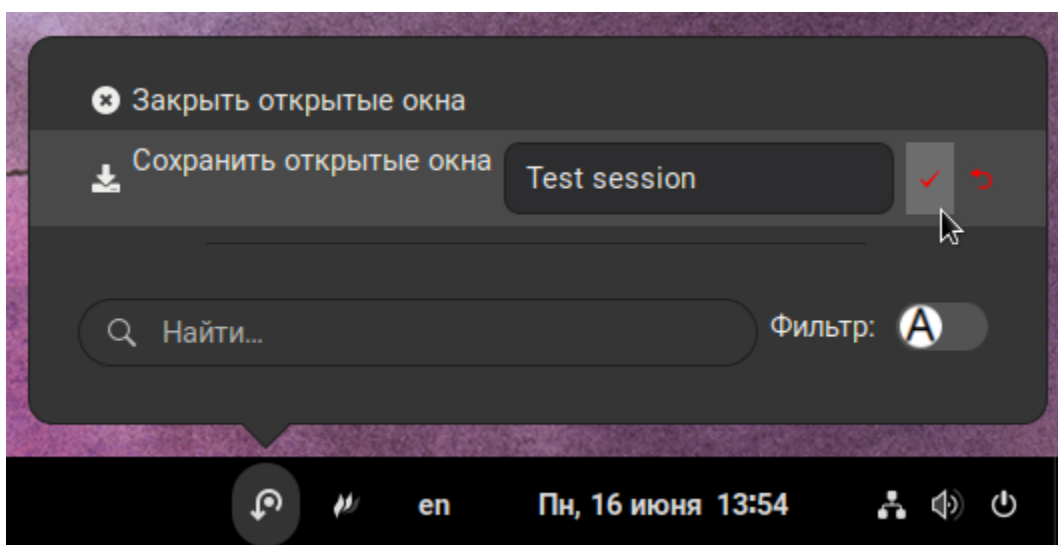 Закрыть открытые окна
Сохранить открытые окна Test session
Найти... Фильтр: A
en Пн, 16 июня 13:54